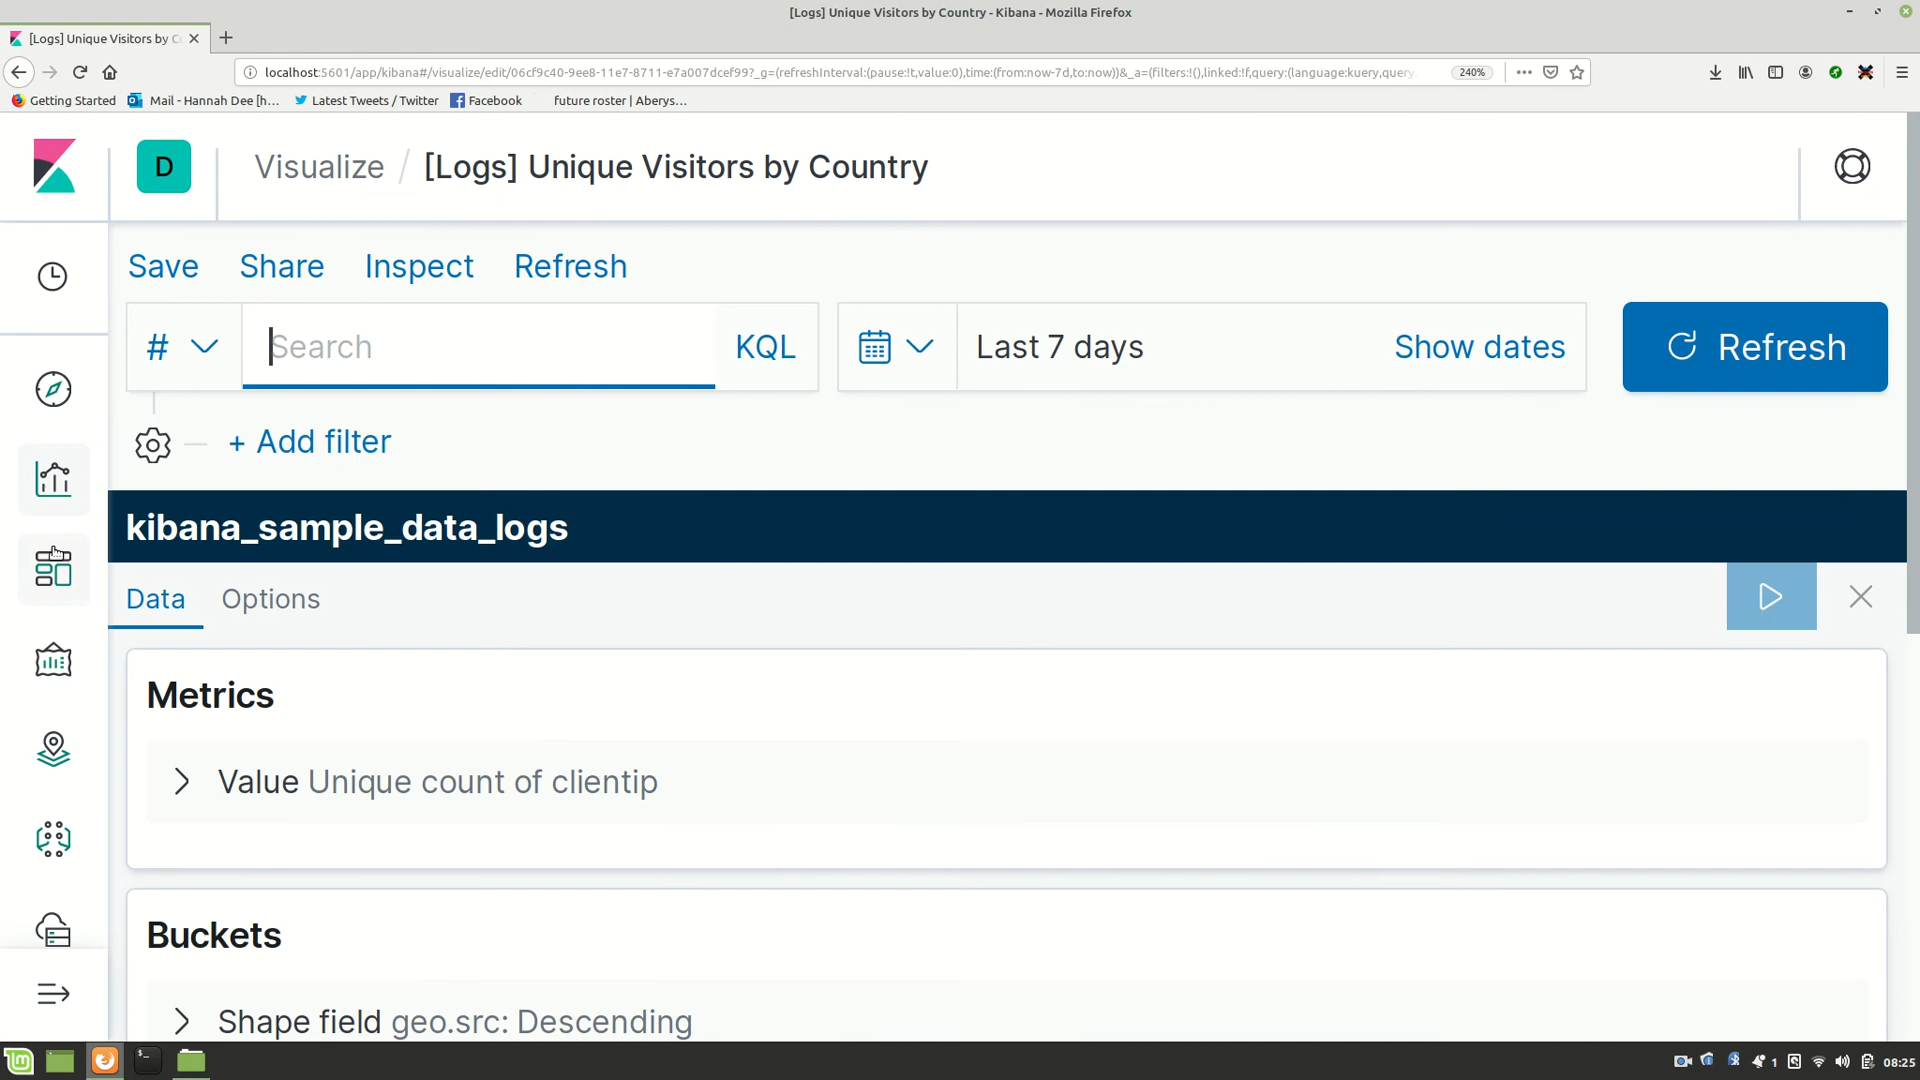 [Logs] Unique Visitors by Country - Kibana - Mozilla Firefox
[Logs] Unique Visitors by C
localhost:5601/app/kibana#/visualize/edit/06cf9c40-9ee8-11e7-8711-e7a007dcef99?_g=(refreshInterval:(pause:!t,value:0),time:(from:now-7d,to:now))&_a=(filters:!(),linked:!f,query:(language:kuery,query 240%
Getting Started Mail - Hannah Dee [h... Latest Tweets / Twitter Facebook future roster | Aberys...
D Visualize / [Logs] Unique Visitors by Country
Save Share Inspect Refresh
# Search KQL Last 7 days Show dates Refresh
+ Add filter
kibana_sample_data_logs
Data Options
Metrics
Value Unique count of clientip
Buckets
Shape field geo.src: Descending
1 08:25